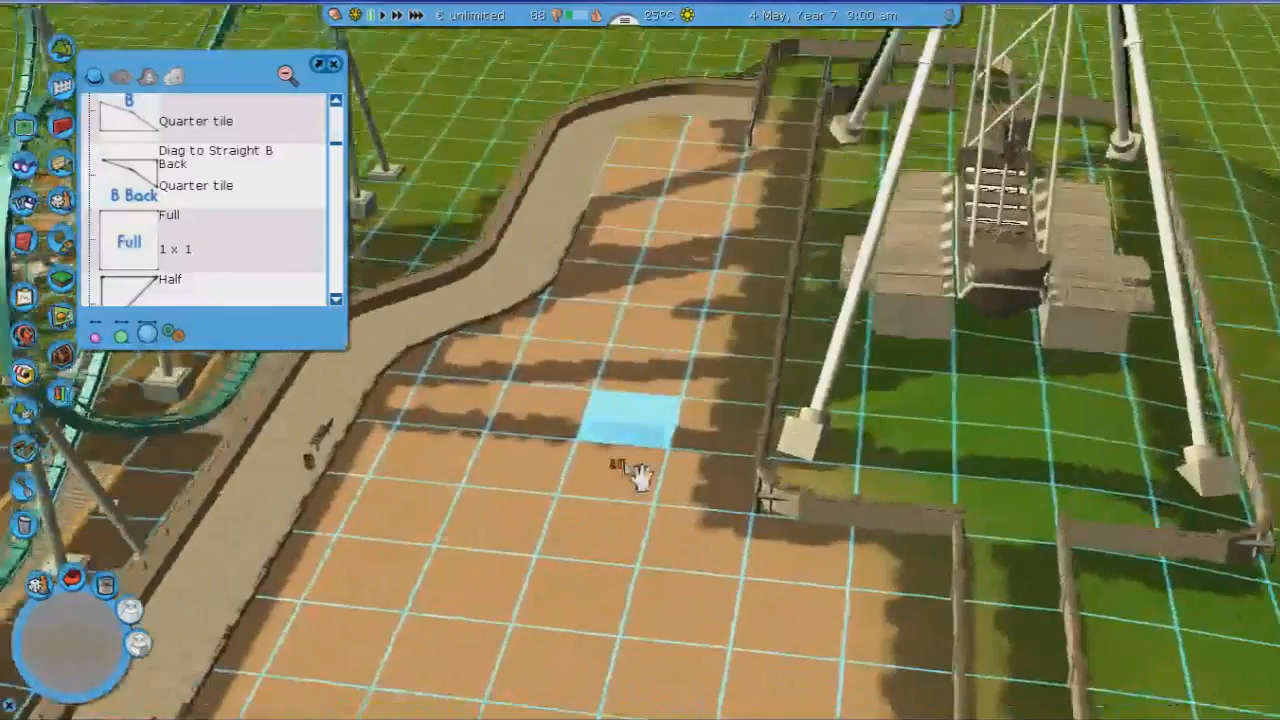 € unlimited 88 25°C 4 May, Year 7 9:00 am
B
Quarter tile
Diag to Straight B
Back
Quarter tile
B Back
Full
Full
1 x 1
Half